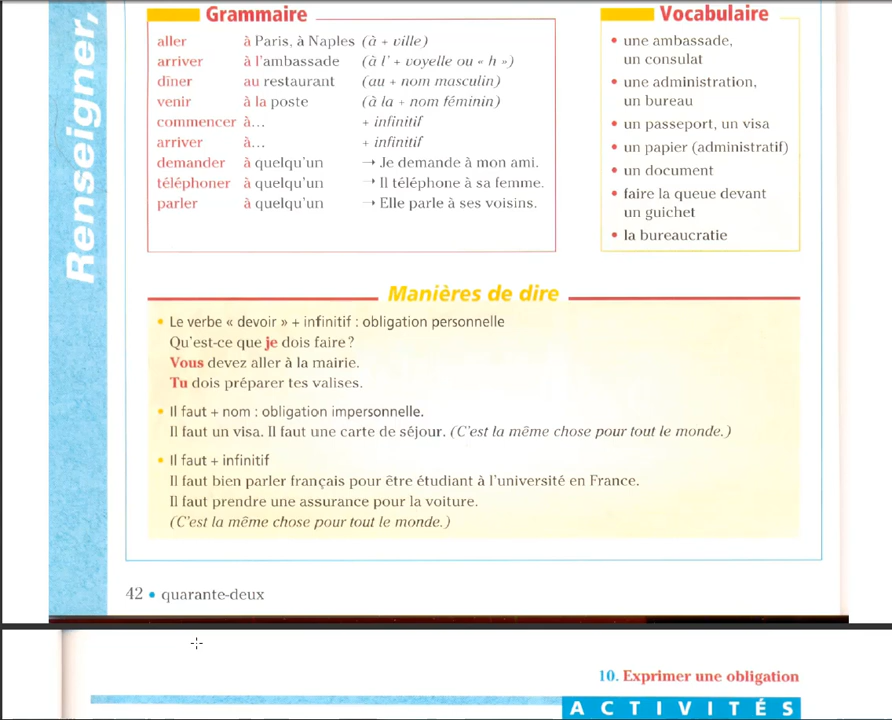 Renseigner,
Grammaire
aller à Paris, à Naples (à + ville)
arriver à l'ambassade (à l' + voyelle ou « h »)
dîner au restaurant (au + nom masculin)
venir à la poste (à la + nom féminin)
commencer à... + infinitif
arriver à... + infinitif
demander à quelqu'un → Je demande à mon ami.
téléphoner à quelqu'un → Il téléphone à sa femme.
parler à quelqu'un → Elle parle à ses voisins.
Vocabulaire
• une ambassade,
un consulat
• une administration,
un bureau
• un passeport, un visa
• un papier (administratif)
• un document
• faire la queue devant
un guichet
• la bureaucratie
Manières de dire
• Le verbe « devoir » + infinitif : obligation personnelle
Qu'est-ce que je dois faire ?
Vous devez aller à la mairie.
Tu dois préparer tes valises.
• Il faut + nom : obligation impersonnelle.
Il faut un visa. Il faut une carte de séjour. (C'est la même chose pour tout le monde.)
• Il faut + infinitif
Il faut bien parler français pour être étudiant à l'université en France.
Il faut prendre une assurance pour la voiture.
(C'est la même chose pour tout le monde.)
42 • quarante-deux
10. Exprimer une obligation
ACTIVITÉS